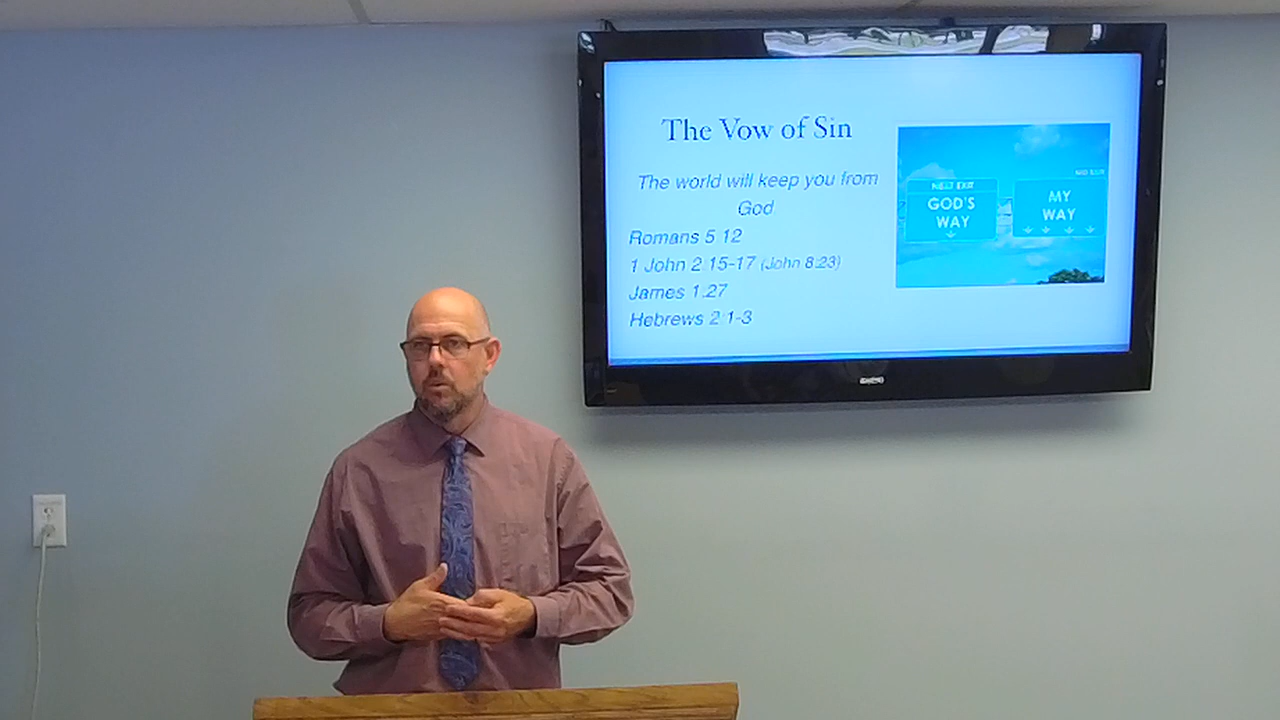 The Vow of Sin
The world will keep you from
God
Romans 5:12
1 John 2:15-17 (John 8:23)
James 1:27
Hebrews 2:1-3
NEXT EXIT
GOD'S
WAY
MY
WAY